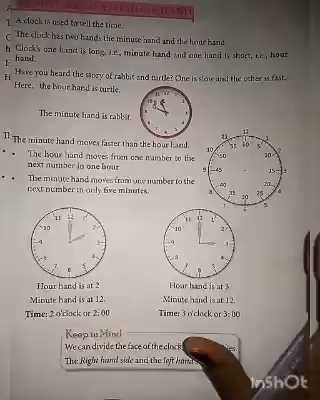 A clock is used to tell the time.
The clock has two hands the minute hand and the hour hand.
Clock's one hand is long, i.e., minute hand and one hand is short, i.e., hour
hand.
Have you heard the story of rabbit and turtle? One is slow and the other is fast.
Here, the hour hand is turtle.
The minute hand is rabbit.
The minute hand moves faster than the hour hand.
The hour hand moves from one number to the
next number in one hour.
The minute hand moves from one number to the
next number in only five minutes.
Hour hand is at 2
Minute hand is at 12.
Time: 2 o'clock or 2: 00
Hour hand is at 3
Minute hand is at 12.
Time: 3 o'clock or 3: 00
Keep in Mind
We can divide the face of the clock
The Right hand side and the left hand
InShOt